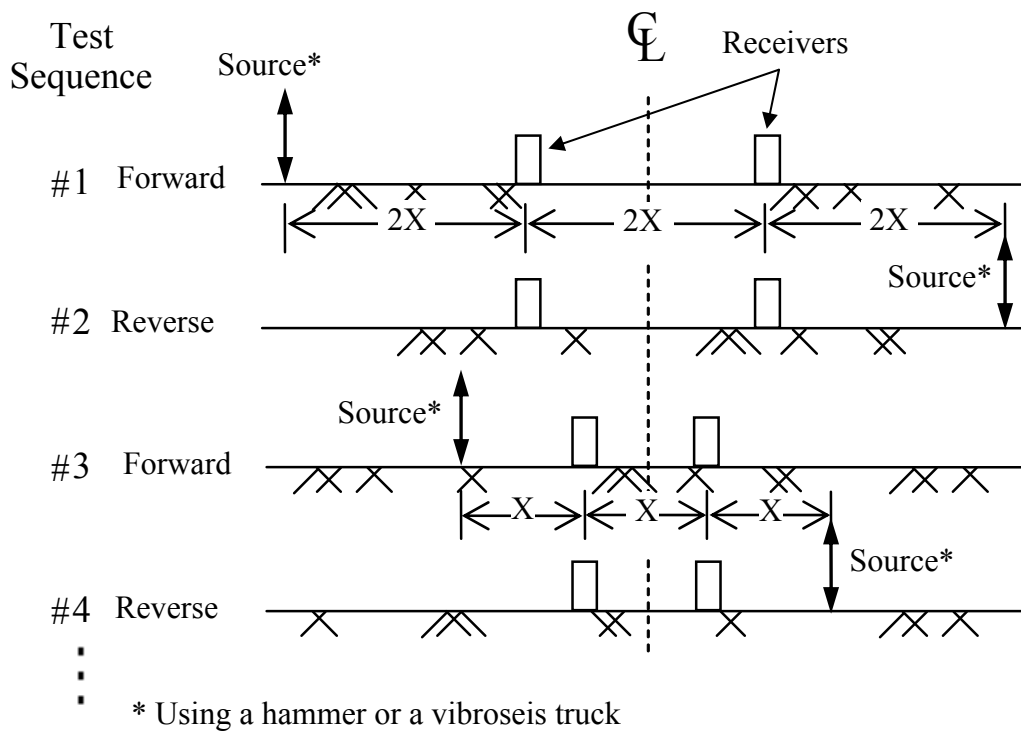 Test
Sequence
Source*
℄
Receivers
#1 Forward
2X 2X 2X
Source*
#2 Reverse
Source*
#3 Forward
X X X
Source*
#4 Reverse
* Using a hammer or a vibroseis truck